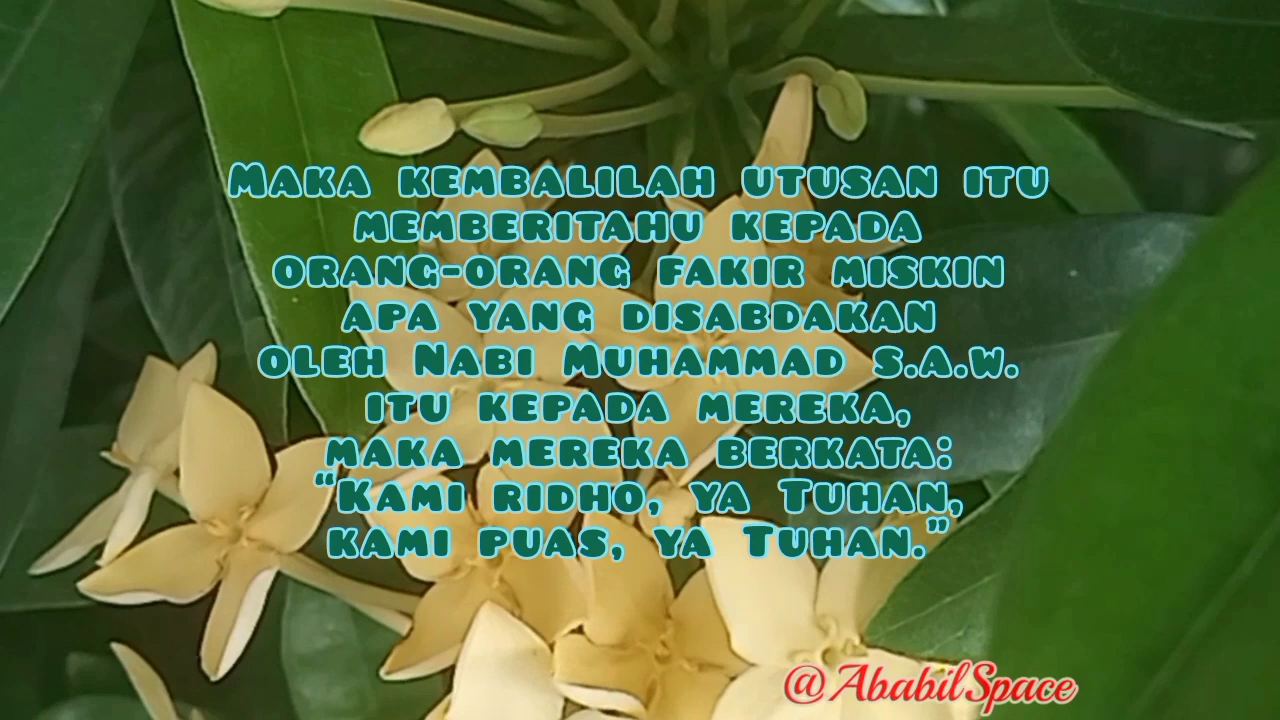 Maka kembalilah utusan itu
memberitahu kepada
orang-orang fakir miskin
apa yang disabdakan
oleh Nabi Muhammad s.a.w.
itu kepada mereka,
maka mereka berkata:
“Kami ridho, ya Tuhan,
kami puas, ya Tuhan.”
@AbabilSpace